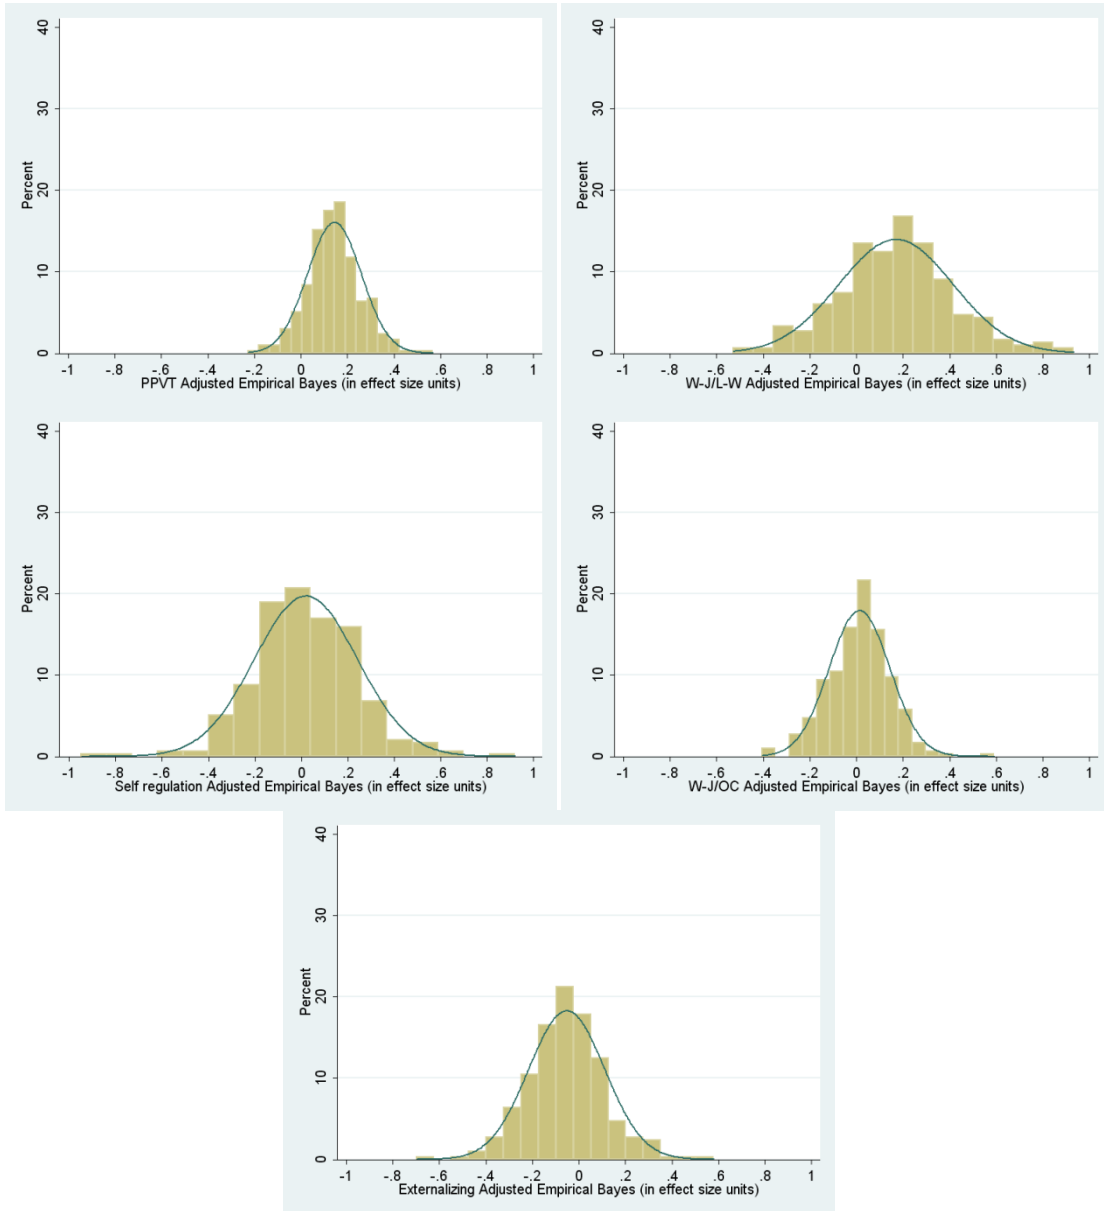 40
30
20
10
0
Percent
-1 -.8 -.6 -.4 -.2 0 .2 .4 .6 .8 1
PPVT Adjusted Empirical Bayes (in effect size units)
40
30
20
10
0
Percent
-1 -.8 -.6 -.4 -.2 0 .2 .4 .6 .8 1
W-J/L-W Adjusted Empirical Bayes (in effect size units)
40
30
20
10
0
Percent
-1 -.8 -.6 -.4 -.2 0 .2 .4 .6 .8 1
Self regulation Adjusted Empirical Bayes (in effect size units)
40
30
20
10
0
Percent
-1 -.8 -.6 -.4 -.2 0 .2 .4 .6 .8 1
W-J/OC Adjusted Empirical Bayes (in effect size units)
40
30
20
10
0
Percent
-1 -.8 -.6 -.4 -.2 0 .2 .4 .6 .8 1
Externalizing Adjusted Empirical Bayes (in effect size units)